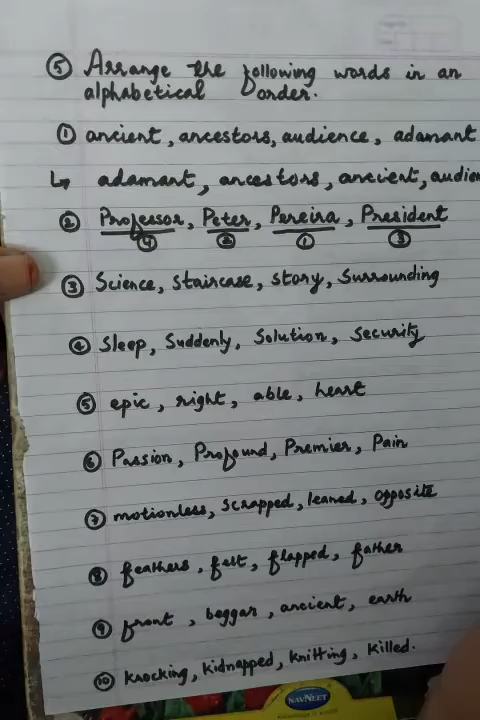 ⑤ Arrange the following words in an
alphabetical order.
① ancient, ancestors, audience, adamant
↳ adamant, ancestors, ancient, audien
② Professor, Peter, Pereira, President
④ ② ① ③
③ Science, Staircase, story, Surrounding
④ Sleep, Suddenly, Solution, Security
⑤ epic, right, able, heart
⑥ Passion, Profound, Premier, Pain
⑦ motionless, Scrapped, leaned, opposite
⑧ feathers, felt, flapped, father
⑨ front, beggar, ancient, earth
⑩ knocking, kidnapped, knitting, killed.
NAVNEET